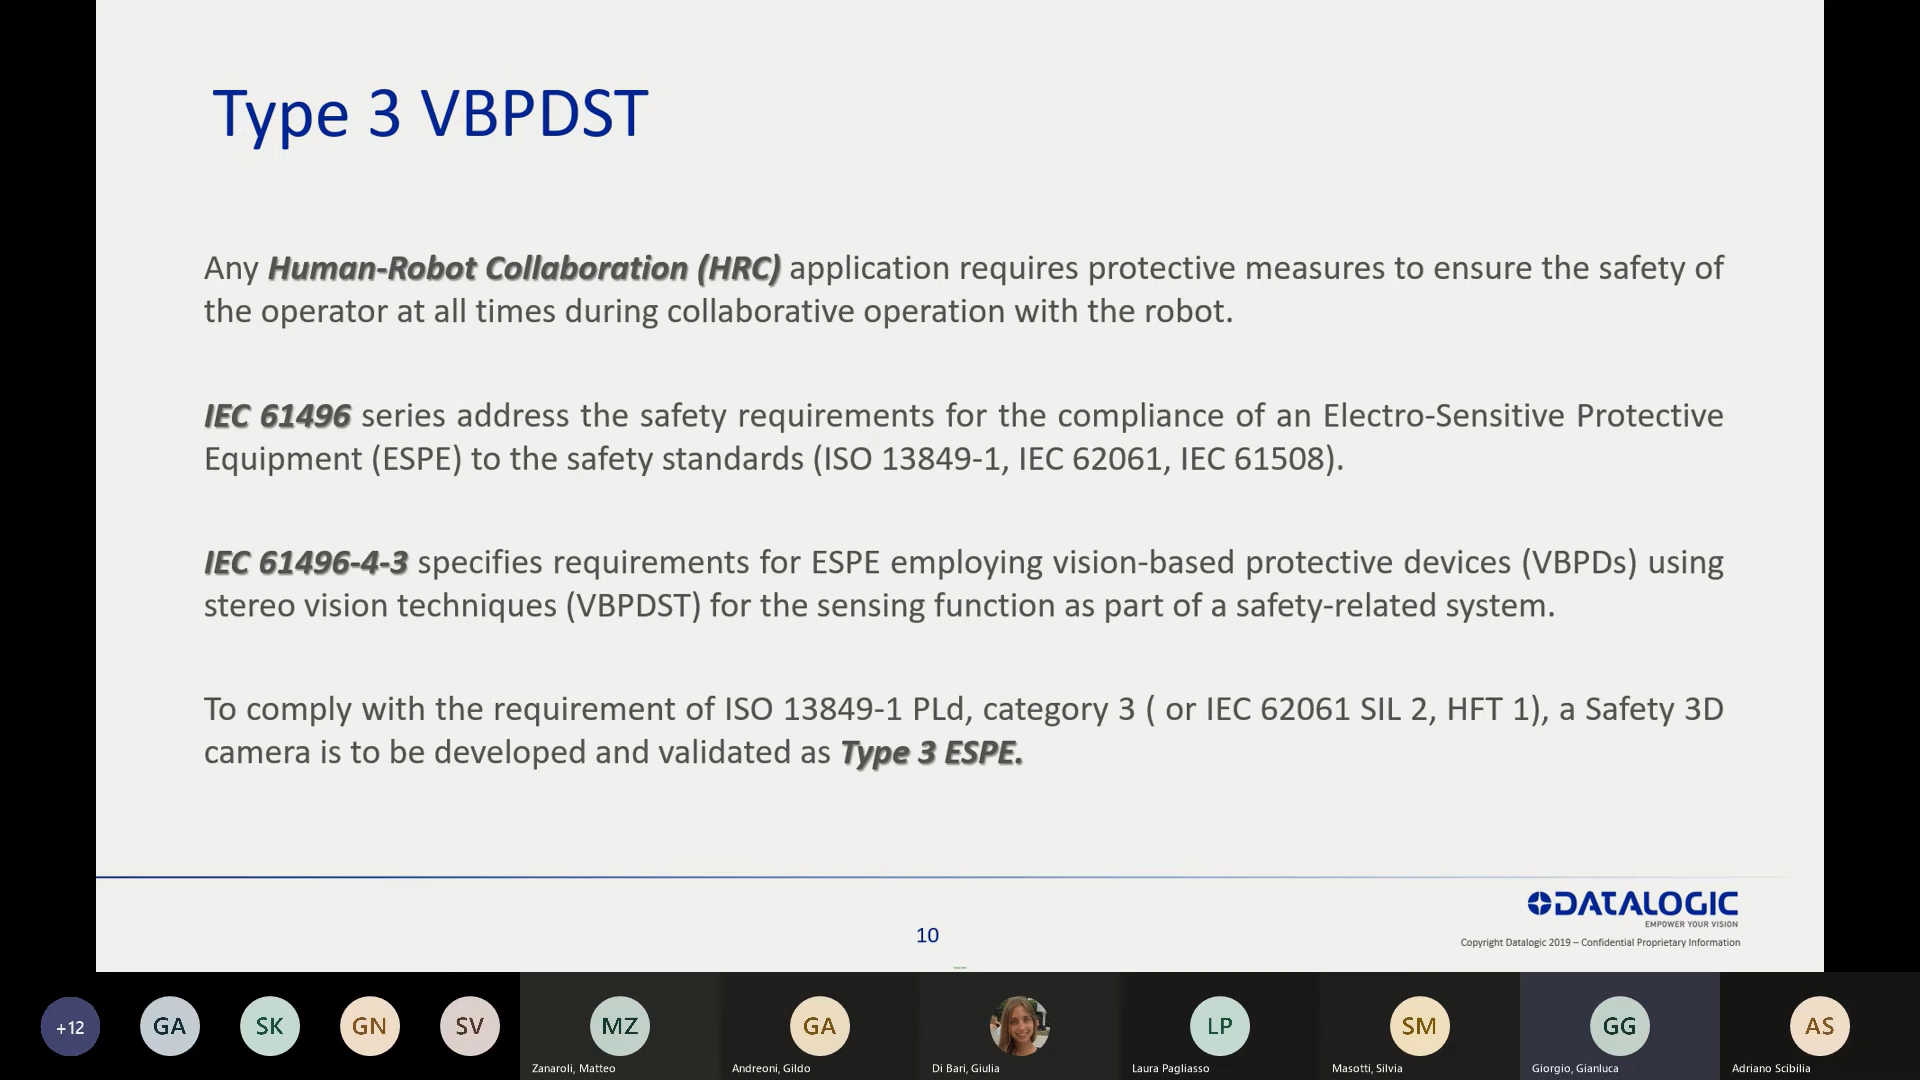 Type 3 VBPDST
Any Human-Robot Collaboration (HRC) application requires protective measures to ensure the safety of
the operator at all times during collaborative operation with the robot.
IEC 61496 series address the safety requirements for the compliance of an Electro-Sensitive Protective
Equipment (ESPE) to the safety standards (ISO 13849-1, IEC 62061, IEC 61508).
IEC 61496-4-3 specifies requirements for ESPE employing vision-based protective devices (VBPDs) using
stereo vision techniques (VBPDST) for the sensing function as part of a safety-related system.
To comply with the requirement of ISO 13849-1 PLd, category 3 ( or IEC 62061 SIL 2, HFT 1), a Safety 3D
camera is to be developed and validated as Type 3 ESPE.
DATALOGIC
EMPOWER YOUR VISION
10
Copyright Datalogic 2019 – Confidential Proprietary Information
+12
GA
SK
GN
SV
MZ
GA
LP
SM
GG
AS
Zanaroli, Matteo
Andreoni, Gildo
Di Bari, Giulia
Laura Pagliasso
Masotti, Silvia
Giorgio, Gianluca
Adriano Scibilia